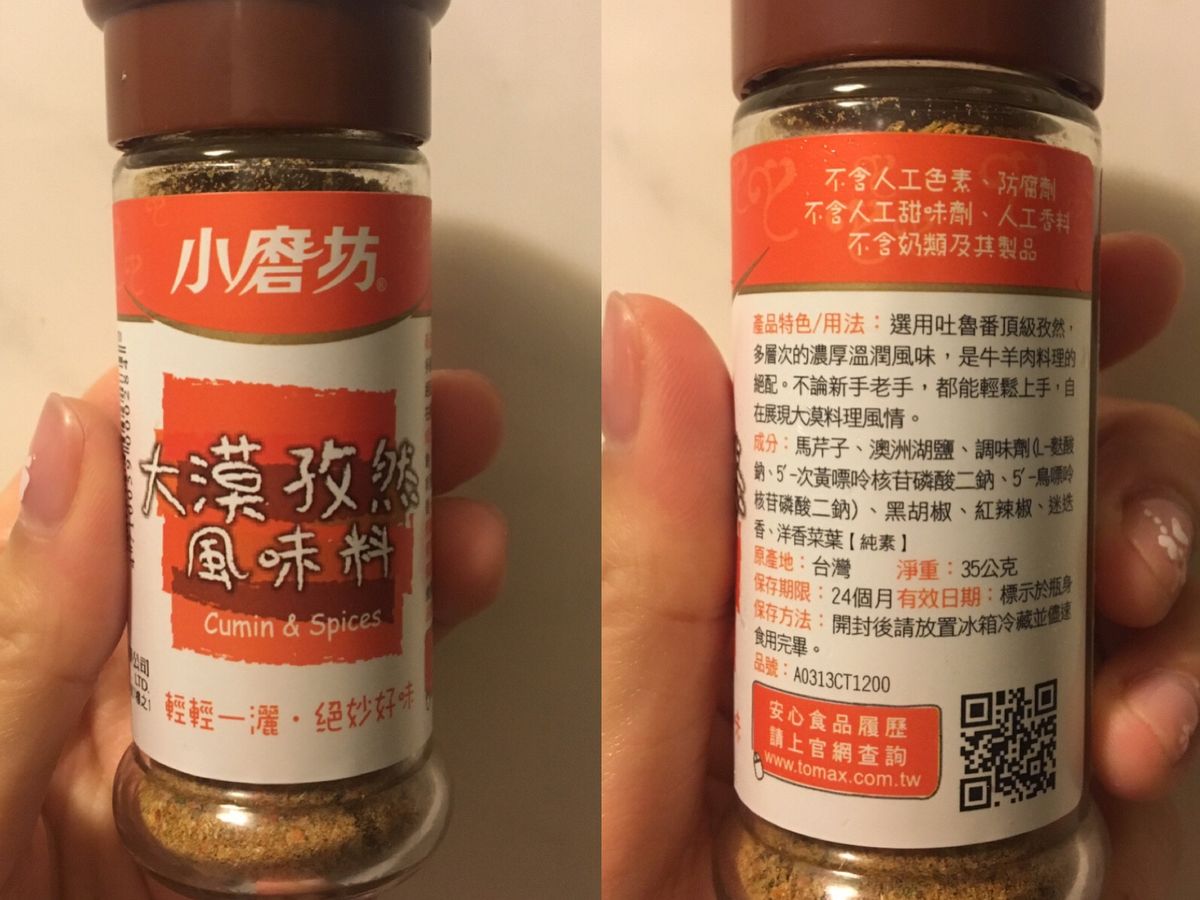 小磨坊®
大漠孜然
風味料
Cumin & Spices
輕輕一灑・絕妙好味
公司
LTD.
不含人工色素、防腐劑
不含人工甜味劑、人工香料
不含奶類及其製品
產品特色/用法：選用吐魯番頂級孜然，
多層次的濃厚溫潤風味，是牛羊肉料理的
絕配。不論新手老手，都能輕鬆上手，自
在展現大漠料理風情。
成分：馬芹子、澳洲湖鹽、調味劑(L-麩酸
鈉、5'-次黃嘌呤核苷磷酸二鈉、5'-鳥嘌呤
核苷磷酸二鈉)、黑胡椒、紅辣椒、迷迭
香、洋香菜葉【純素】
原產地：台灣 淨重：35公克
保存期限：24個月 有效日期：標示於瓶身
保存方法：開封後請放置冰箱冷藏並儘速
食用完畢。
品號：A0313CT1200
安心食品履歷
請上官網查詢
www.tomax.com.tw